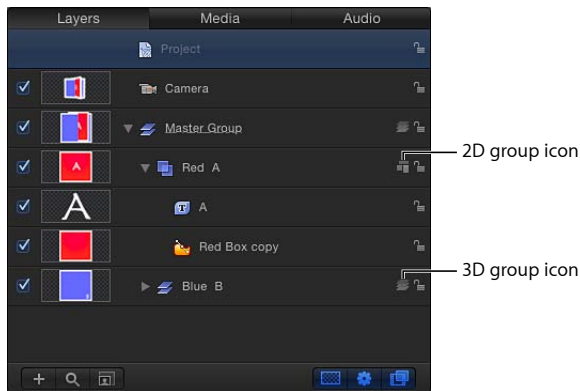 Layers Media Audio
Project
Camera
Master Group
2D group icon
Red A
A
Red Box copy
3D group icon
Blue B